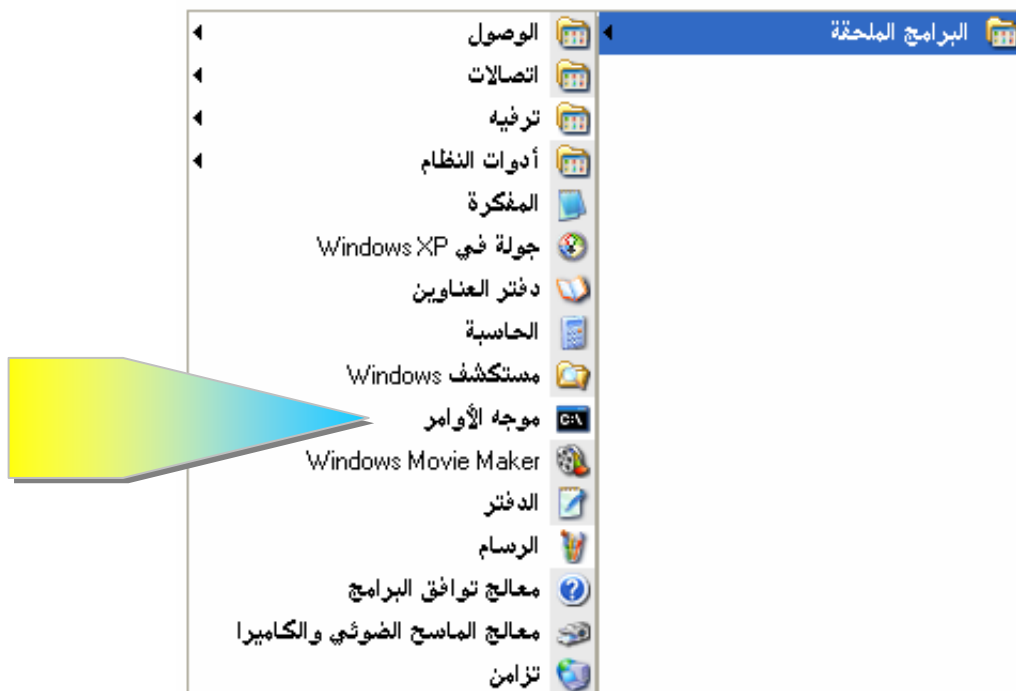 البرامج الملحقة
الوصول
اتصالات
ترفيه
أدوات النظام
المفكرة
جولة في Windows XP
دفتر العناوين
الحاسبة
مستكشف Windows
موجه الأوامر
Windows Movie Maker
الدفتر
الرسام
معالج توافق البرامج
معالج الماسح الضوئي والكاميرا
تزامن